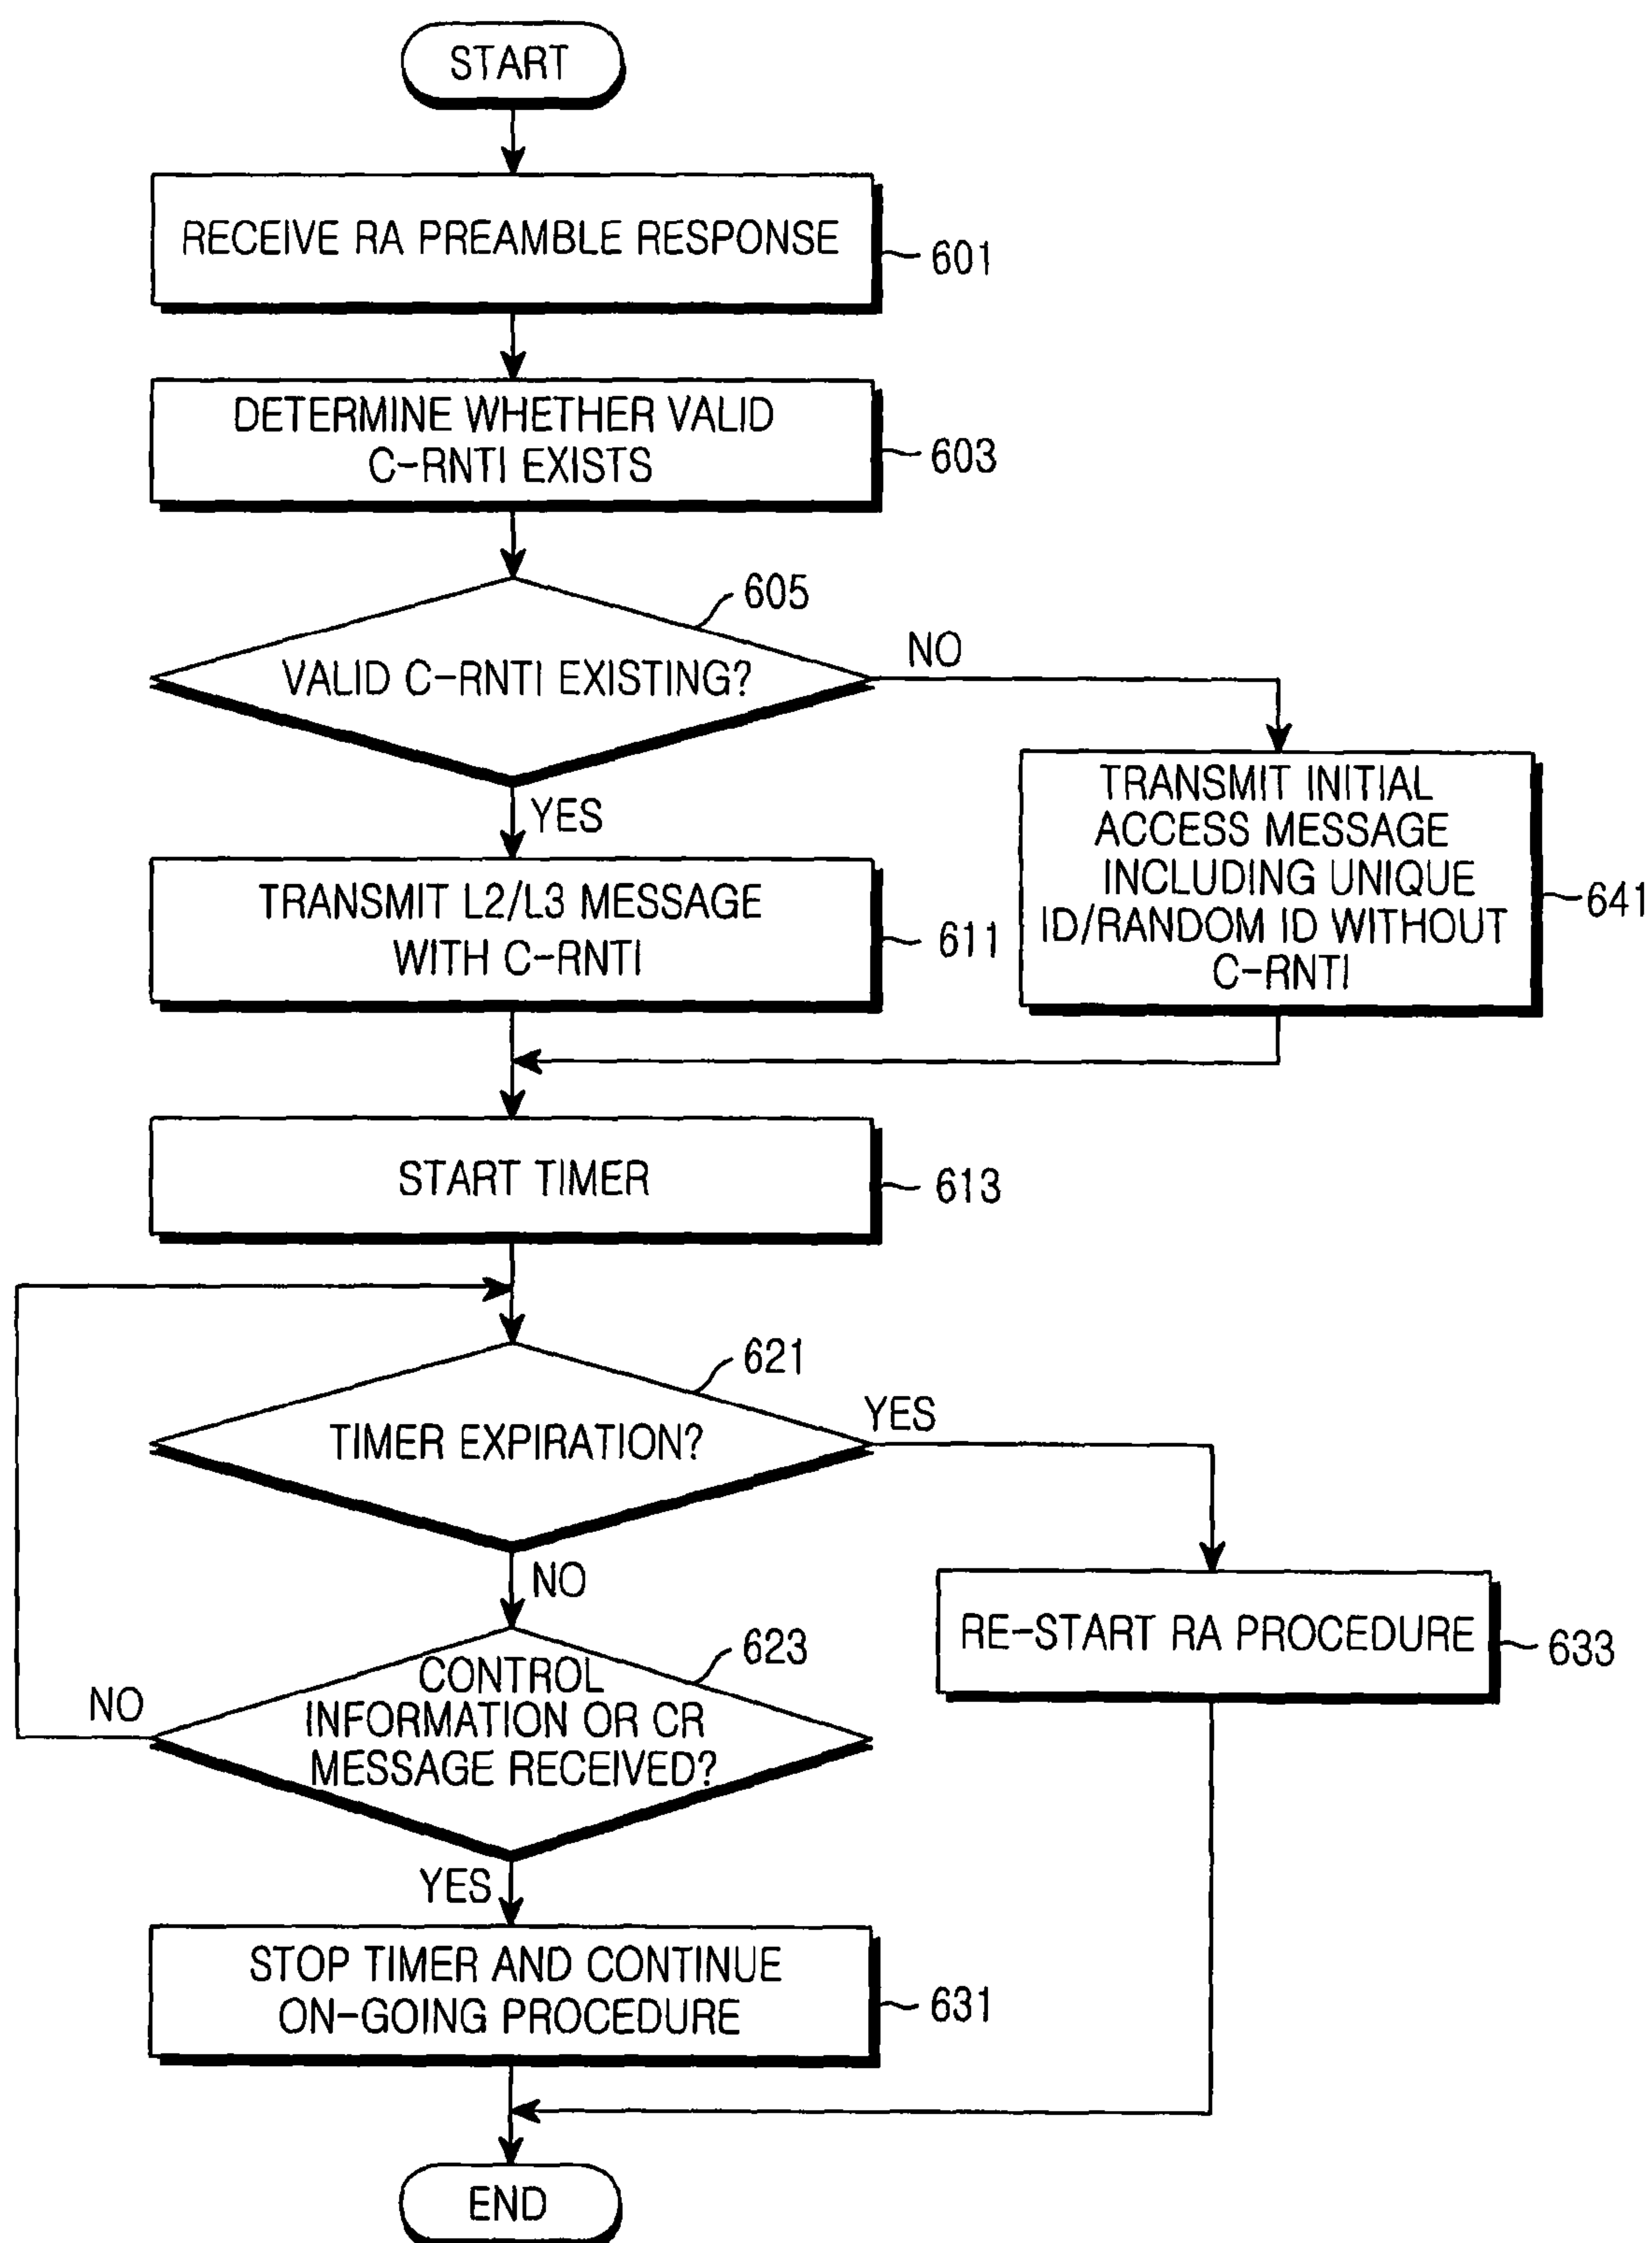 START
RECEIVE RA PREAMBLE RESPONSE
601
DETERMINE WHETHER VALID
C-RNTI EXISTS
603
605
VALID C-RNTI EXISTING?
NO
YES
TRANSMIT L2/L3 MESSAGE
WITH C-RNTI
611
TRANSMIT INITIAL
ACCESS MESSAGE
INCLUDING UNIQUE
ID/RANDOM ID WITHOUT
C-RNTI
641
START TIMER
613
621
TIMER EXPIRATION?
YES
NO
RE-START RA PROCEDURE
633
623
CONTROL
INFORMATION OR CR
MESSAGE RECEIVED?
NO
YES
STOP TIMER AND CONTINUE
ON-GOING PROCEDURE
631
END